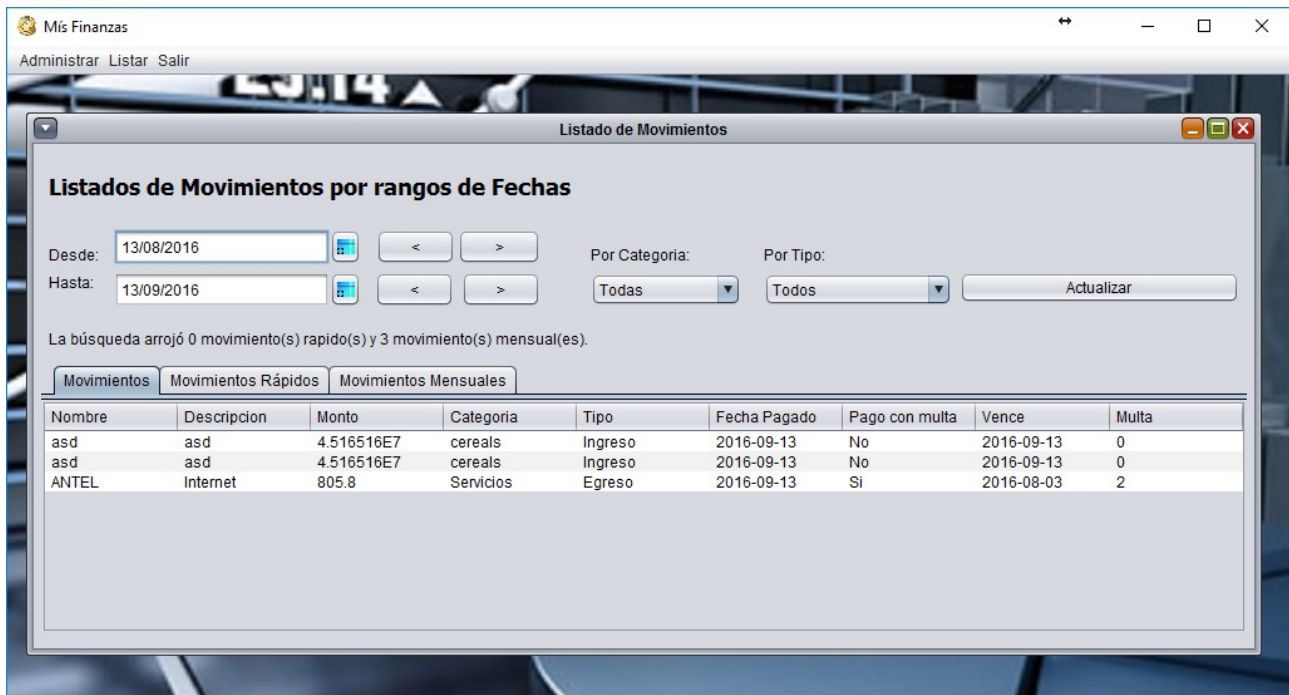 Mís Finanzas
Administrar Listar Salir
Listado de Movimientos
Listados de Movimientos por rangos de Fechas
Desde: 13/08/2016 < > Por Categoria: Por Tipo:
Hasta: 13/09/2016 < > Todas Todos Actualizar
La búsqueda arrojó 0 movimiento(s) rapido(s) y 3 movimiento(s) mensual(es).
Movimientos Movimientos Rápidos Movimientos Mensuales
Nombre Descripcion Monto Categoria Tipo Fecha Pagado Pago con multa Vence Multa
asd asd 4.516516E7 cereals Ingreso 2016-09-13 No 2016-09-13 0
asd asd 4.516516E7 cereals Ingreso 2016-09-13 No 2016-09-13 0
ANTEL Internet 805.8 Servicios Egreso 2016-09-13 Si 2016-08-03 2